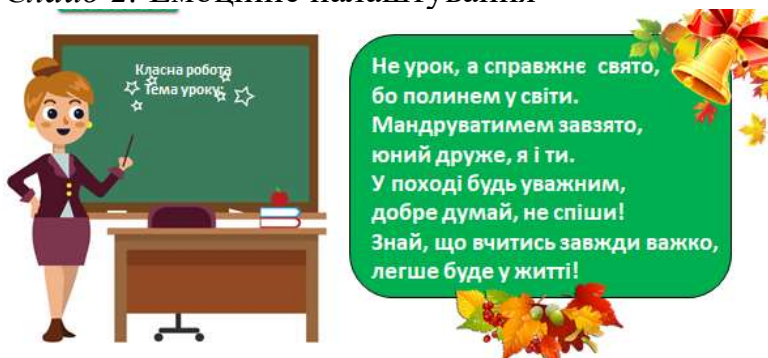 Слайд 2. Емоційне налаштування
Класна робота
Тема уроку:
Не урок, а справжнє свято,
бо полинем у світи.
Мандруватимем завзято,
юний друже, я і ти.
У поході будь уважним,
добре думай, не спіши!
Знай, що вчитись завжди важко,
легше буде у житті!